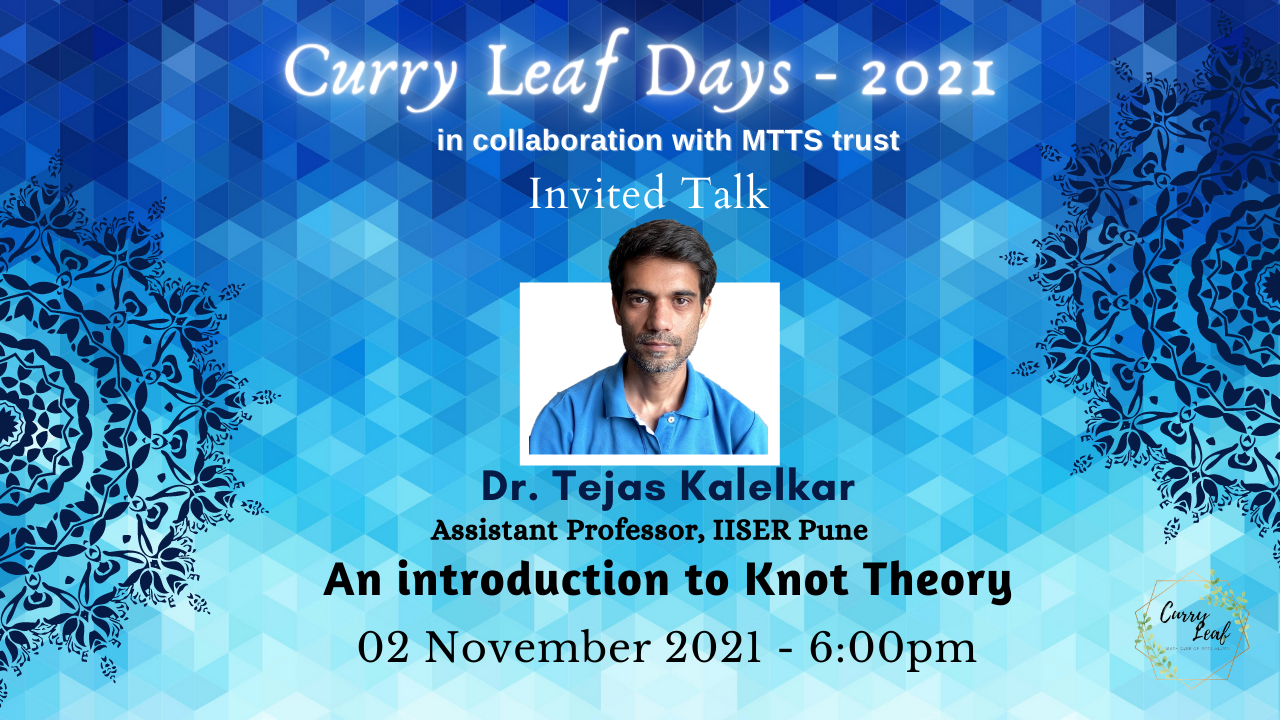 Curry Leaf Days - 2021
in collaboration with MTTS trust
Invited Talk
Dr. Tejas Kalelkar
Assistant Professor, IISER Pune
An introduction to Knot Theory
02 November 2021 - 6:00pm
Curry
Leaf